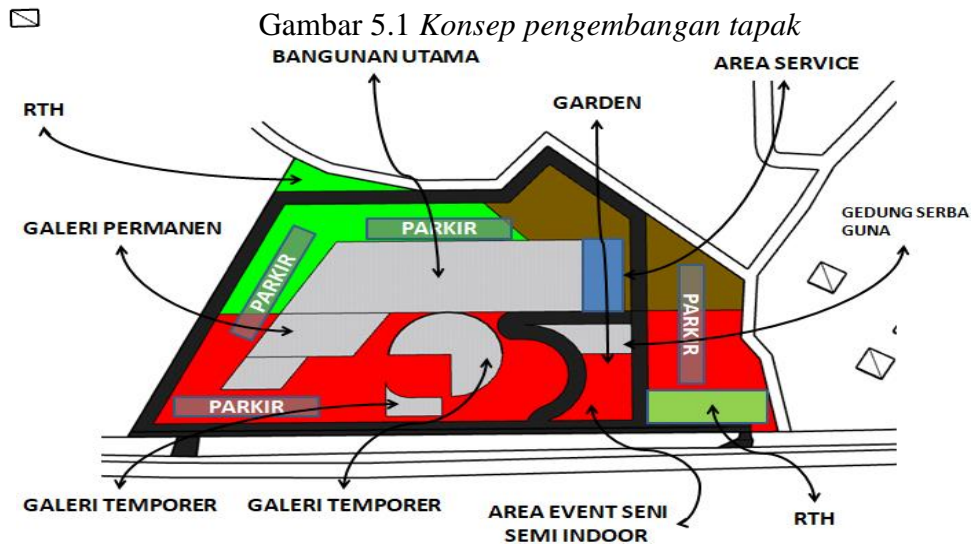 Gambar 5.1 Konsep pengembangan tapak
BANGUNAN UTAMA
AREA SERVICE
RTH
GARDEN
GALERI PERMANEN
GEDUNG SERBA
GUNA
PARKIR
PARKIR
PARKIR
PARKIR
GALERI TEMPORER
GALERI TEMPORER
AREA EVENT SENI
SEMI INDOOR
RTH